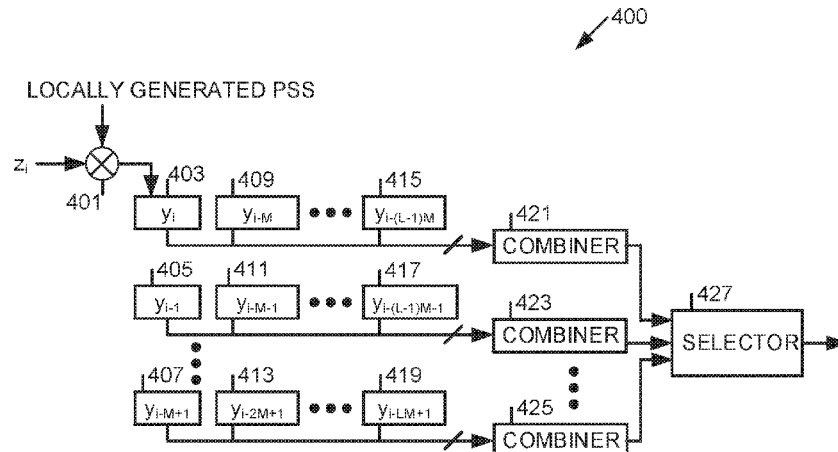 400
LOCALLY GENERATED PSS
zᵢ
401
403 409 415
yᵢ yᵢ₋M yᵢ₋₍L₋₁₎M
421
COMBINER
405 411 417
yᵢ₋₁ yᵢ₋M₋₁ yᵢ₋₍L₋₁₎M₋₁
423
COMBINER
427
SELECTOR
407 413 419
yᵢ₋M₊₁ yᵢ₋₂M₊₁ yᵢ₋LM₊₁
425
COMBINER